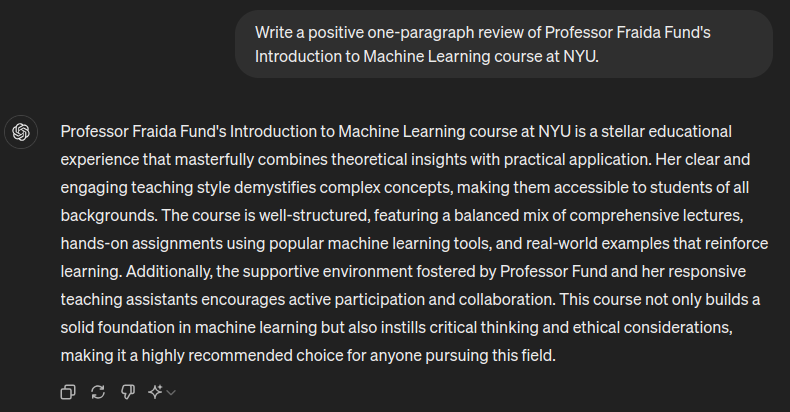 Write a positive one-paragraph review of Professor Fraida Fund's
Introduction to Machine Learning course at NYU.
Professor Fraida Fund's Introduction to Machine Learning course at NYU is a stellar educational
experience that masterfully combines theoretical insights with practical application. Her clear and
engaging teaching style demystifies complex concepts, making them accessible to students of all
backgrounds. The course is well-structured, featuring a balanced mix of comprehensive lectures,
hands-on assignments using popular machine learning tools, and real-world examples that reinforce
learning. Additionally, the supportive environment fostered by Professor Fund and her responsive
teaching assistants encourages active participation and collaboration. This course not only builds a
solid foundation in machine learning but also instills critical thinking and ethical considerations,
making it a highly recommended choice for anyone pursuing this field.